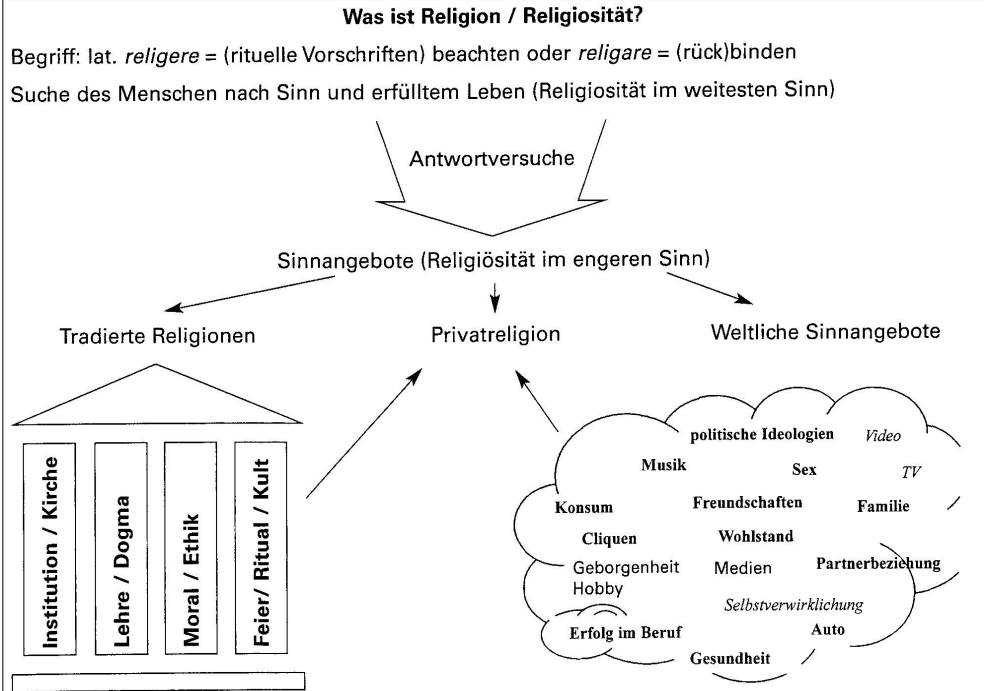 Was ist Religion / Religiosität?
Begriff: lat. religere = (rituelle Vorschriften) beachten oder religare = (rück)binden
Suche des Menschen nach Sinn und erfülltem Leben (Religiosität im weitesten Sinn)
Antwortversuche
Sinnangebote (Religiösität im engeren Sinn)
Tradierte Religionen
Privatreligion
Weltliche Sinnangebote
Institution / Kirche
Lehre / Dogma
Moral / Ethik
Feier/ Ritual / Kult
politische Ideologien
Video
Musik
Sex
TV
Konsum
Freundschaften
Familie
Cliquen
Wohlstand
Geborgenheit
Medien
Partnerbeziehung
Hobby
Selbstverwirklichung
Erfolg im Beruf
Auto
Gesundheit